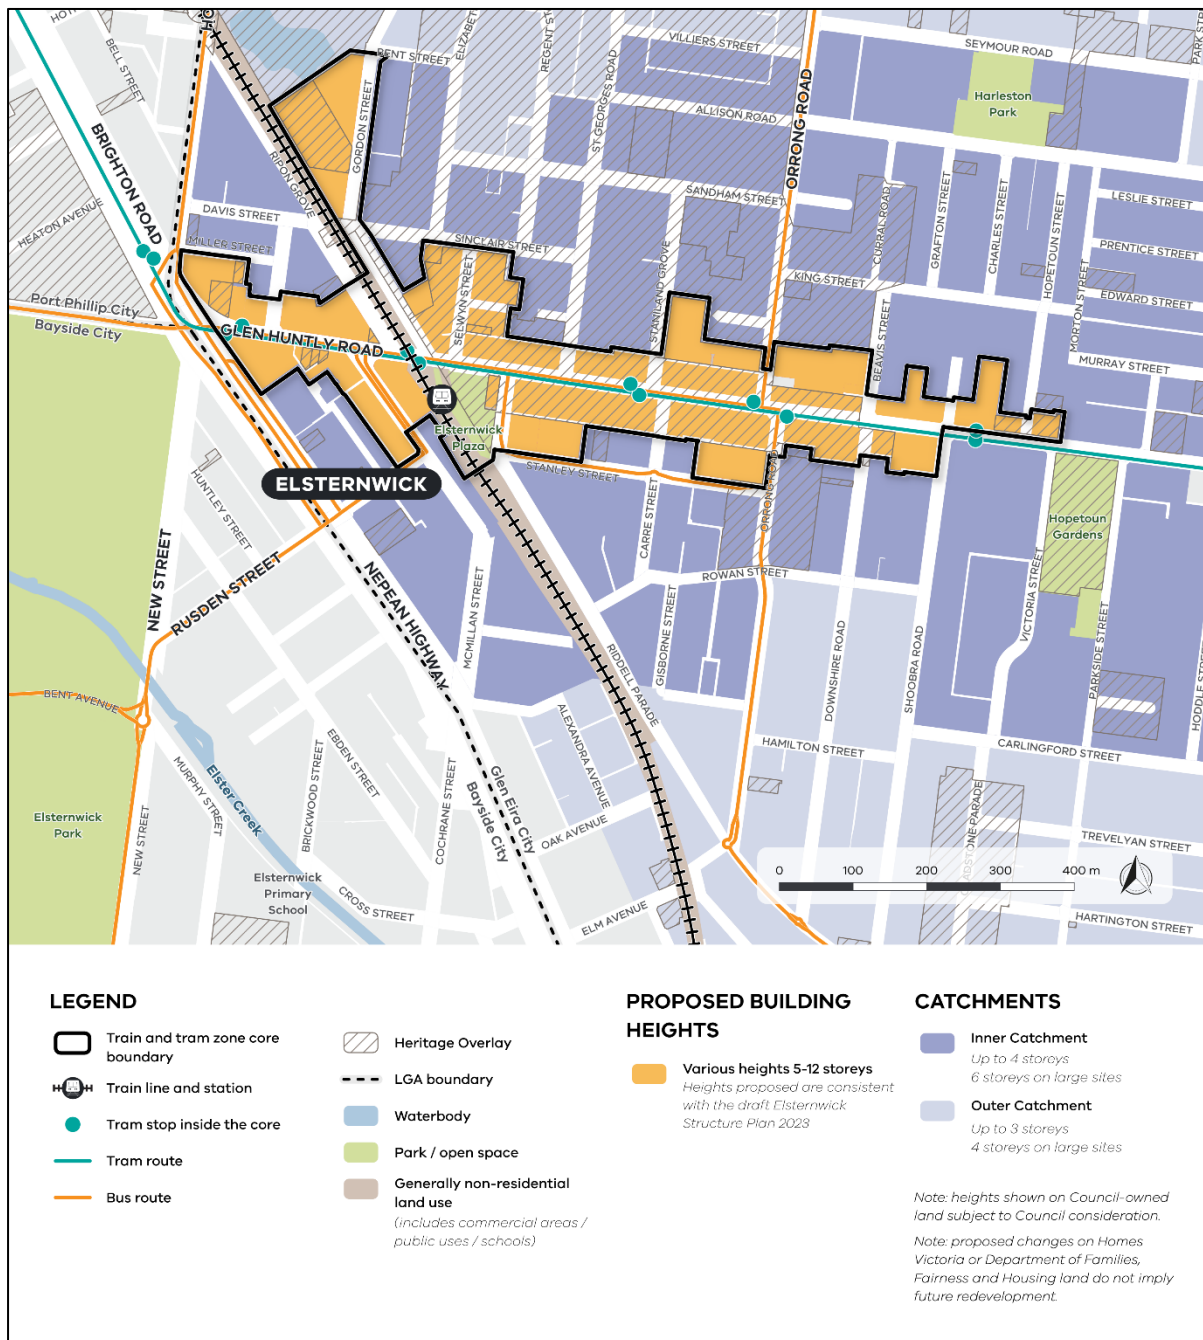 HOT
BELL STREET
BENT STREET
ELIZABET
REGENT ST
VILLIERS STREET
SEYMOUR ROAD
PARK ST
ST GEORGES ROAD
ORRONG ROAD
Harleston
Park
ALLISON ROAD
GORDON STREET
BRIGHTON ROAD
RIPON GROVE
SANDHAM STREET
CURRAN ROAD
GRAFTON STREET
CHARLES STREET
HOPETOUN STREET
LESLIE STREET
HEATON AVENUE
DAVIS STREET
MILLER STREET
SINCLAIR STREET
SELWYN STREET
STANILAND GROVE
KING STREET
PRENTICE STREET
EDWARD STREET
MORTON STREET
Port Phillip City
Bayside City
GLEN HUNTLY ROAD
BEAVIS STREET
MURRAY STREET
Elsternwick
Plaza
ELSTERNWICK
STANLEY STREET
ORRONG ROAD
HUNTLEY STREET
CARRE STREET
Hopetoun
Gardens
NEW STREET
RUSDEN STREET
NEPEAN HIGHWAY
MCMILLAN STREET
ROWAN STREET
GISBORNE STREET
RIDDELL PARADE
DOWNSHIRE ROAD
SHOOBRA ROAD
VICTORIA STREET
PARKSIDE STREET
HODDLE STREET
BENT AVENUE
ALEXANDRA AVENUE
HAMILTON STREET
CARLINGFORD STREET
MURPHY STREET
Elster Creek
EBDEN STREET
BRICKWOOD STREET
COCHRANE STREET
Glen Eira City
Bayside City
OAK AVENUE
GLADSTONE PARADE
TREVELYAN STREET
Elsternwick
Park
NEW STREET
Elsternwick
Primary
School
CROSS STREET
ELM AVENUE
HARTINGTON STREET
0 100 200 300 400 m
LEGEND
Train and tram zone core
boundary
Train line and station
Tram stop inside the core
Tram route
Bus route
Heritage Overlay
LGA boundary
Waterbody
Park / open space
Generally non-residential
land use
(includes commercial areas /
public uses / schools)
PROPOSED BUILDING
HEIGHTS
Various heights 5-12 storeys
Heights proposed are consistent
with the draft Elsternwick
Structure Plan 2023
CATCHMENTS
Inner Catchment
Up to 4 storeys
6 storeys on large sites
Outer Catchment
Up to 3 storeys
4 storeys on large sites
Note: heights shown on Council-owned
land subject to Council consideration.
Note: proposed changes on Homes
Victoria or Department of Families,
Fairness and Housing land do not imply
future redevelopment.